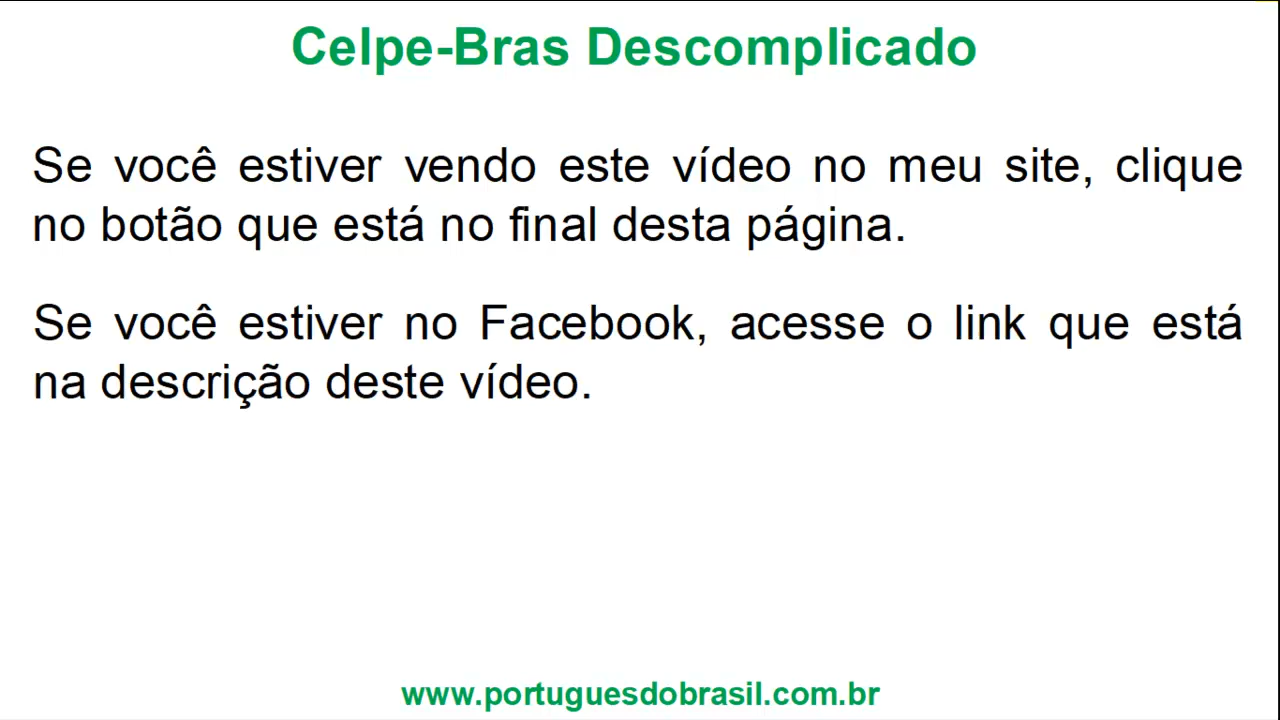 Celpe-Bras Descomplicado
Se você estiver vendo este vídeo no meu site, clique
no botão que está no final desta página.
Se você estiver no Facebook, acesse o link que está
na descrição deste vídeo.
www.portuguesdobrasil.com.br